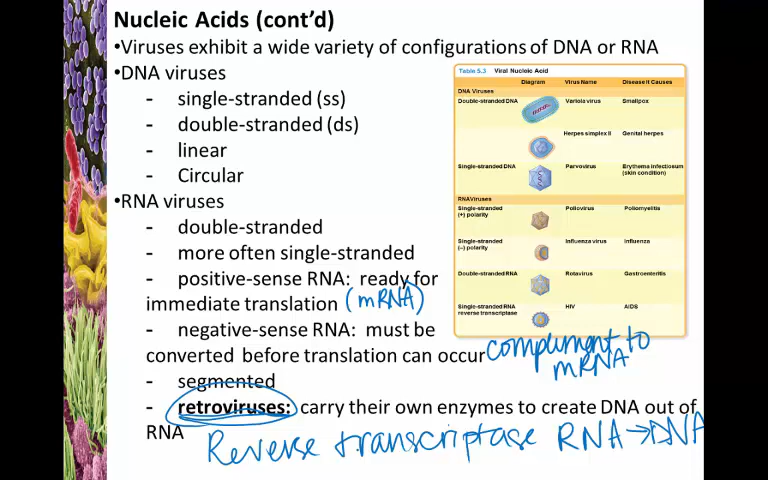 Nucleic Acids (cont'd)
•Viruses exhibit a wide variety of configurations of DNA or RNA
•DNA viruses
- single-stranded (ss)
- double-stranded (ds)
- linear
- Circular
•RNA viruses
- double-stranded
- more often single-stranded
- positive-sense RNA: ready for
immediate translation (mRNA)
- negative-sense RNA: must be
converted before translation can occur
compliment to
mRNA
- segmented
- retroviruses: carry their own enzymes to create DNA out of
RNA
Reverse transcriptase RNA→DNA
Table 5.3 Viral Nucleic Acid
Diagram Virus Name Disease It Causes
DNA Viruses
Double-stranded DNA Variola virus Smallpox
Herpes simplex II Genital herpes
Single-stranded DNA Parvovirus Erythema infectiosum
(skin condition)
RNA Viruses
Single-stranded Poliovirus Poliomyelitis
(+) polarity
Single-stranded Influenza virus Influenza
(–) polarity
Double-stranded RNA Rotavirus Gastroenteritis
Single-stranded RNA HIV AIDS
reverse transcriptase